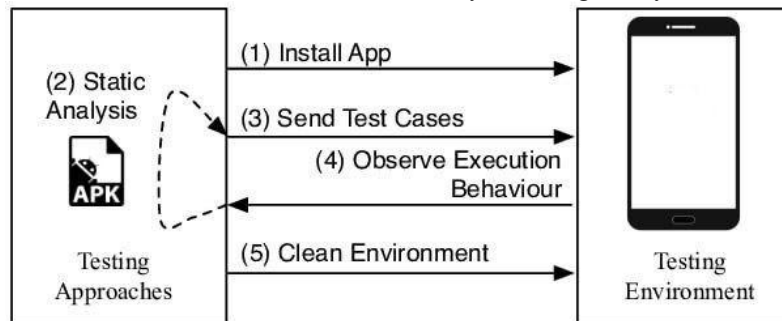 (1) Install App
(2) Static
Analysis
(3) Send Test Cases
(4) Observe Execution
Behaviour
APK
(5) Clean Environment
Testing
Approaches
Testing
Environment